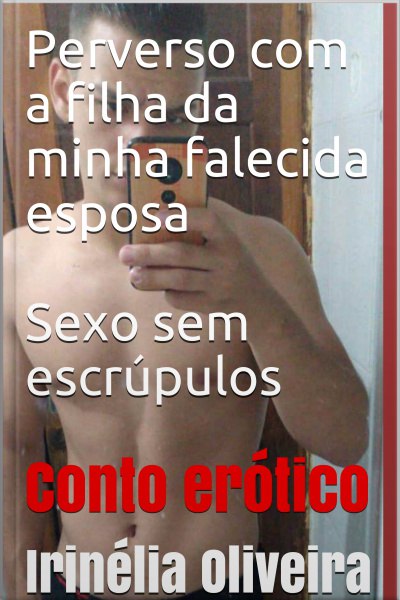 Perverso com
a filha da
minha falecida
esposa
Sexo sem
escrúpulos
Conto erótico
Irinélia Oliveira